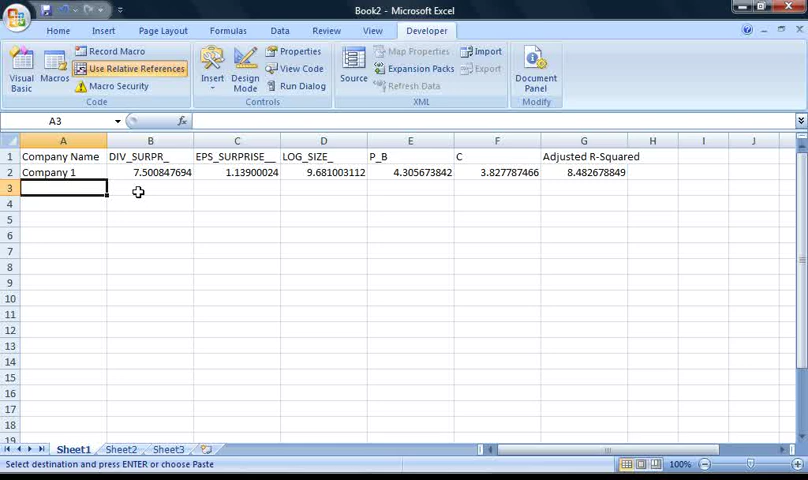 Book2 - Microsoft Excel
Home Insert Page Layout Formulas Data Review View Developer
Visual Basic
Macros
Record Macro
Use Relative References
Macro Security
Code
Insert
Design Mode
Properties
View Code
Run Dialog
Controls
Source
Map Properties
Expansion Packs
Refresh Data
Import
Export
XML
Document Panel
Modify
A3 fx
A B C D E F G H I J
1 Company Name DIV_SURPR_ EPS_SURPRISE__ LOG_SIZE_ P_B C Adjusted R-Squared
2 Company 1 7.500847694 1.13900024 9.681003112 4.305673842 3.827787466 8.482678849
3
4
5
6
7
8
9
10
11
12
13
14
15
16
17
18
19
Sheet1 Sheet2 Sheet3
Select destination and press ENTER or choose Paste 100%